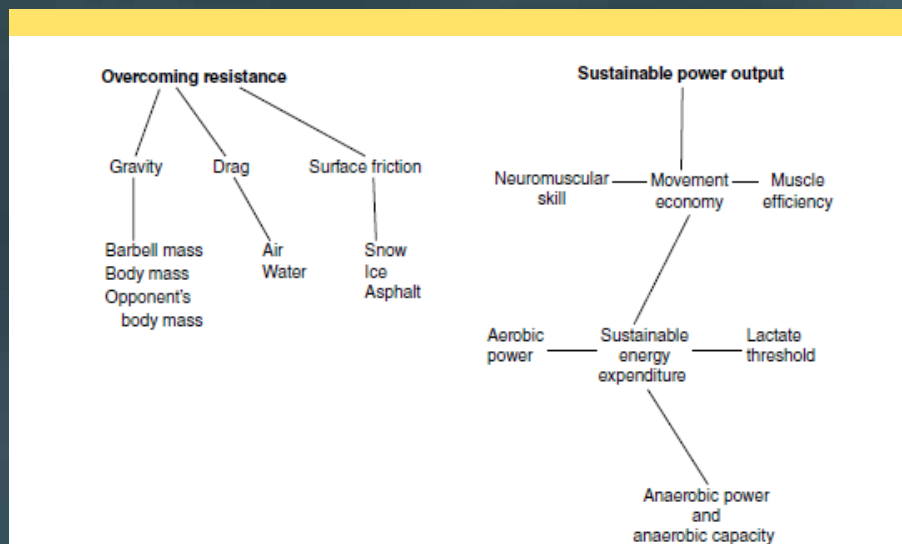 Overcoming resistance
Gravity
Drag
Surface friction
Barbell mass
Body mass
Opponent's
body mass
Air
Water
Snow
Ice
Asphalt
Sustainable power output
Neuromuscular
skill
Movement
economy
Muscle
efficiency
Aerobic
power
Sustainable
energy
expenditure
Lactate
threshold
Anaerobic power
and
anaerobic capacity